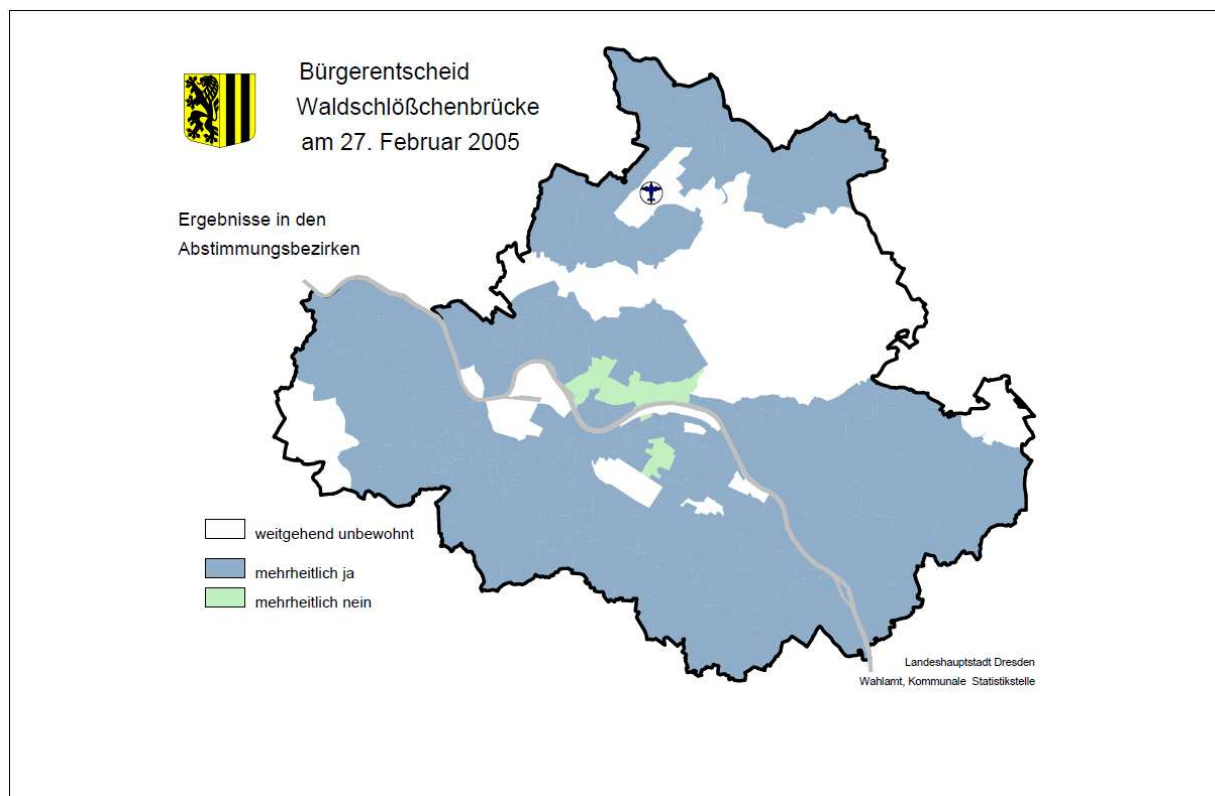 Bürgerentscheid
Waldschlößchenbrücke
am 27. Februar 2005
Ergebnisse in den
Abstimmungsbezirken
weitgehend unbewohnt
mehrheitlich ja
mehrheitlich nein
Landeshauptstadt Dresden
Wahlamt, Kommunale Statistikstelle